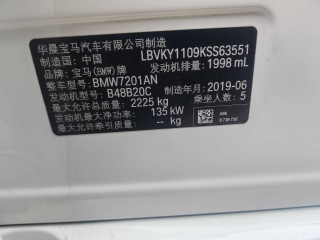 华晨宝马汽车有限公司制造
制造国：中国 LBVKY1109KSS63551
品牌：宝马(BMW)牌 发动机排量：1998 mL
整车型号：BMW7201AN
发动机型号：B48B20C 制造年月：2019-06
最大允许总质量：2225 kg 乘坐人数：5
发动机最大净功率：135 kW
最大允许牵引质量：-- kg